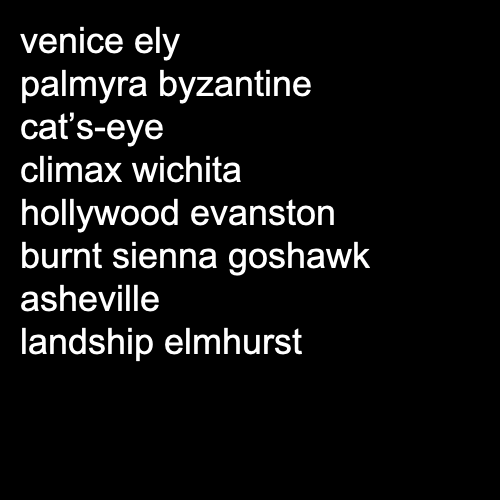 venice ely
palmyra byzantine
cat’s-eye
climax wichita
hollywood evanston
burnt sienna goshawk
asheville
landship elmhurst